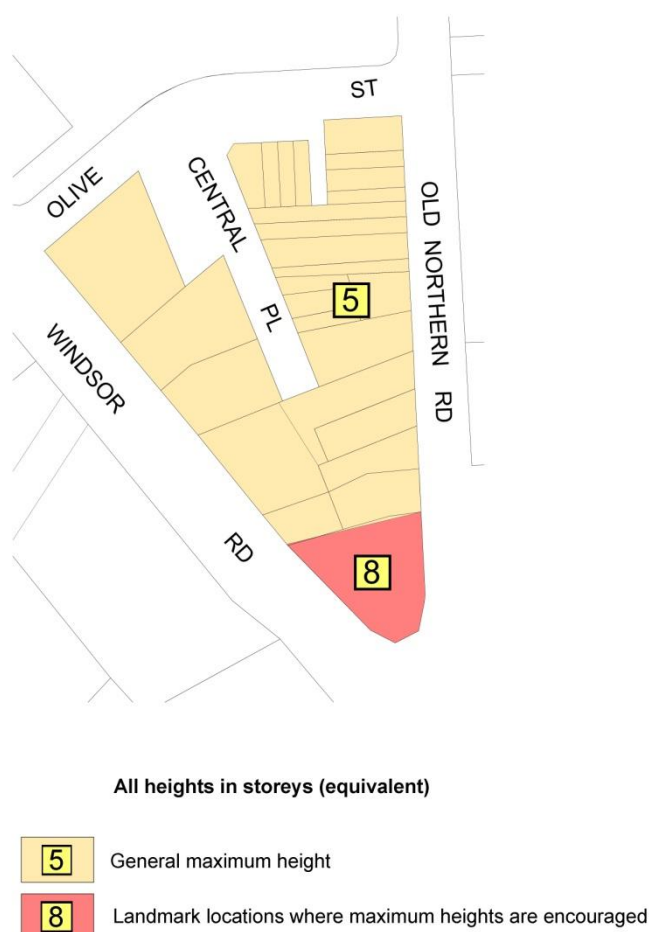 ST
OLIVE
CENTRAL
PL
OLD NORTHERN RD
5
WINDSOR
RD
8
All heights in storeys (equivalent)
5 General maximum height
8 Landmark locations where maximum heights are encouraged